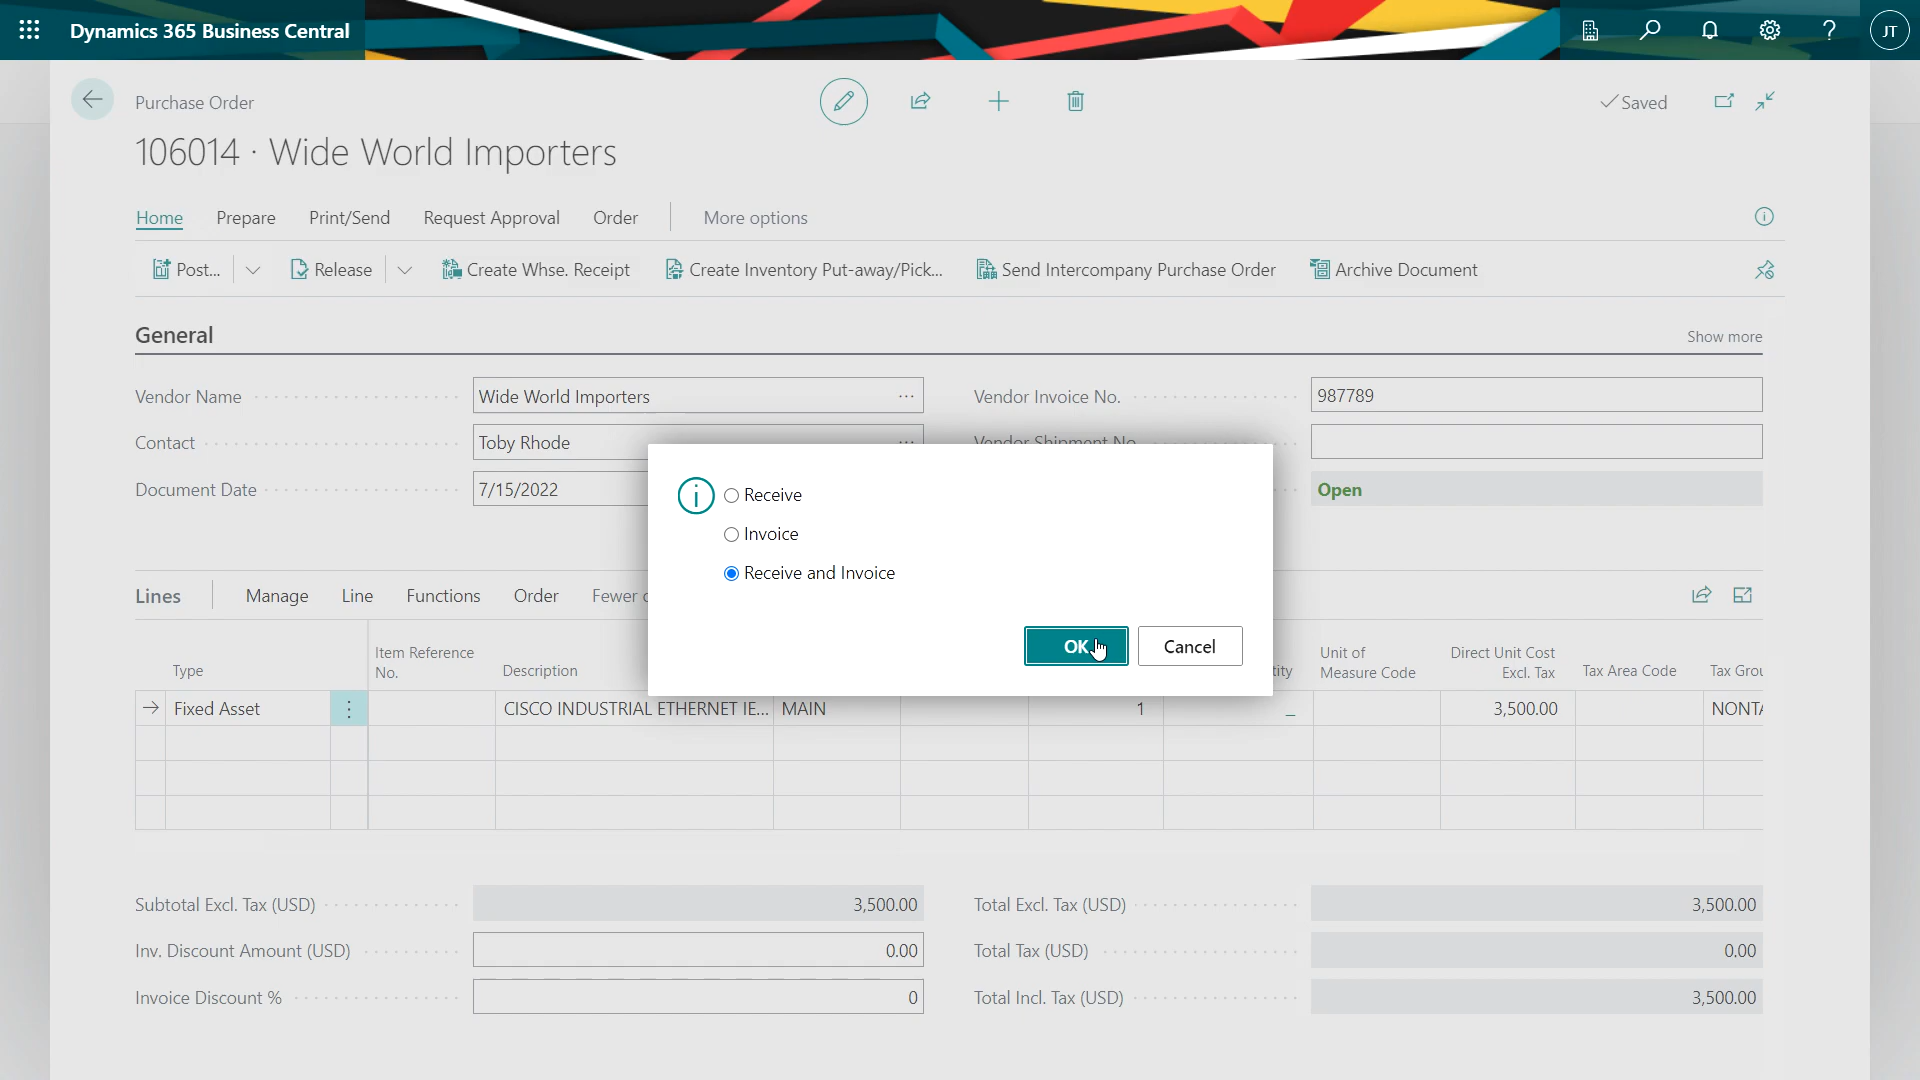 Dynamics 365 Business Central
JT
Purchase Order
Saved
106014 · Wide World Importers
Home Prepare Print/Send Request Approval Order More options
Post... Release Create Whse. Receipt Create Inventory Put-away/Pick... Send Intercompany Purchase Order Archive Document
General
Show more
Vendor Name Wide World Importers ... Vendor Invoice No. 987789
Contact Toby Rhode ... Vendor Shipment No.
Document Date 7/15/2022 Open
Receive
Invoice
Receive and Invoice
OK Cancel
Lines Manage Line Functions Order Fewer
Type Item Reference No. Description Unit of Measure Code Direct Unit Cost Excl. Tax Tax Area Code Tax Grou
Fixed Asset CISCO INDUSTRIAL ETHERNET IE... MAIN 1 _ 3,500.00 NONTA
Subtotal Excl. Tax (USD) 3,500.00 Total Excl. Tax (USD) 3,500.00
Inv. Discount Amount (USD) 0.00 Total Tax (USD) 0.00
Invoice Discount % 0 Total Incl. Tax (USD) 3,500.00